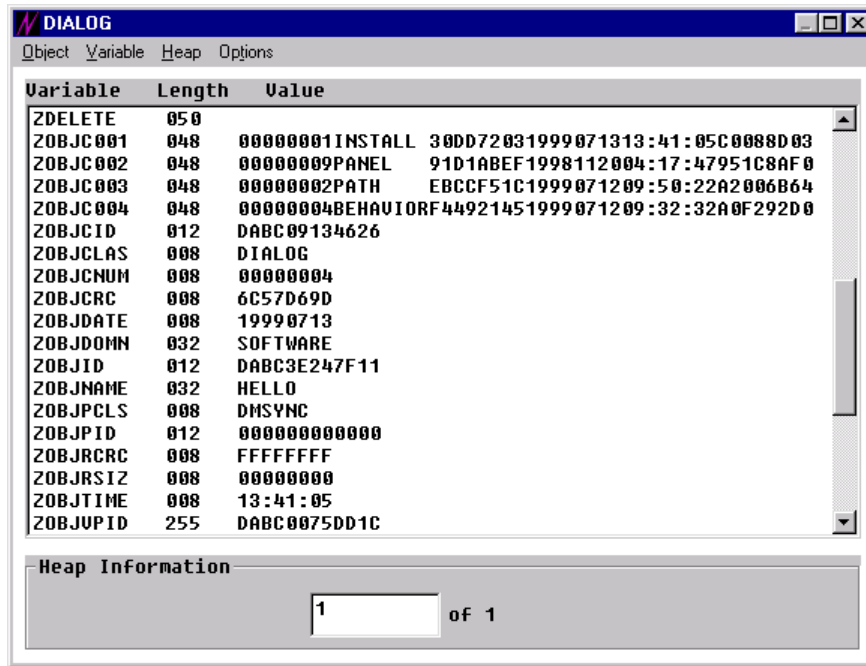 DIALOG
Object Variable Heap Options
Variable Length Value
ZDELETE 050
ZOBJC001 048 00000001INSTALL 30DD72031999071313:41:05C0088D03
ZOBJC002 048 00000009PANEL 91D1ABEF1998112004:17:47951C8AF0
ZOBJC003 048 00000002PATH EBCCF51C1999071209:50:22A2006B64
ZOBJC004 048 00000004BEHAVIORF44921451999071209:32:32A0F292D0
ZOBJCID 012 DABC09134626
ZOBJCLAS 008 DIALOG
ZOBJCNUM 008 00000004
ZOBJCRC 008 6C57D69D
ZOBJDATE 008 19990713
ZOBJDOMN 032 SOFTWARE
ZOBJID 012 DABC3E247F11
ZOBJNAME 032 HELLO
ZOBJPCLS 008 DMSYNC
ZOBJPID 012 000000000000
ZOBJRCRC 008 FFFFFFFF
ZOBJRSIZ 008 00000000
ZOBJTIME 008 13:41:05
ZOBJVPID 255 DABC0075DD1C
Heap Information
1 of 1